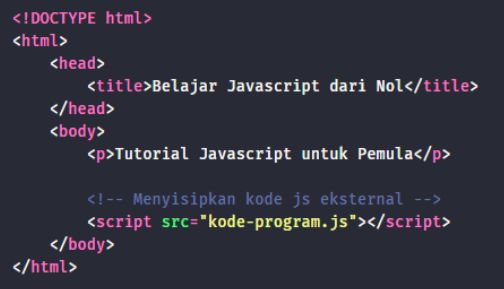 <!DOCTYPE html>
<html>
    <head>
        <title>Belajar Javascript dari Nol</title>
    </head>
    <body>
        <p>Tutorial Javascript untuk Pemula</p>

        <!-- Menyisipkan kode js eksternal -->
        <script src="kode-program.js"></script>
    </body>
</html>